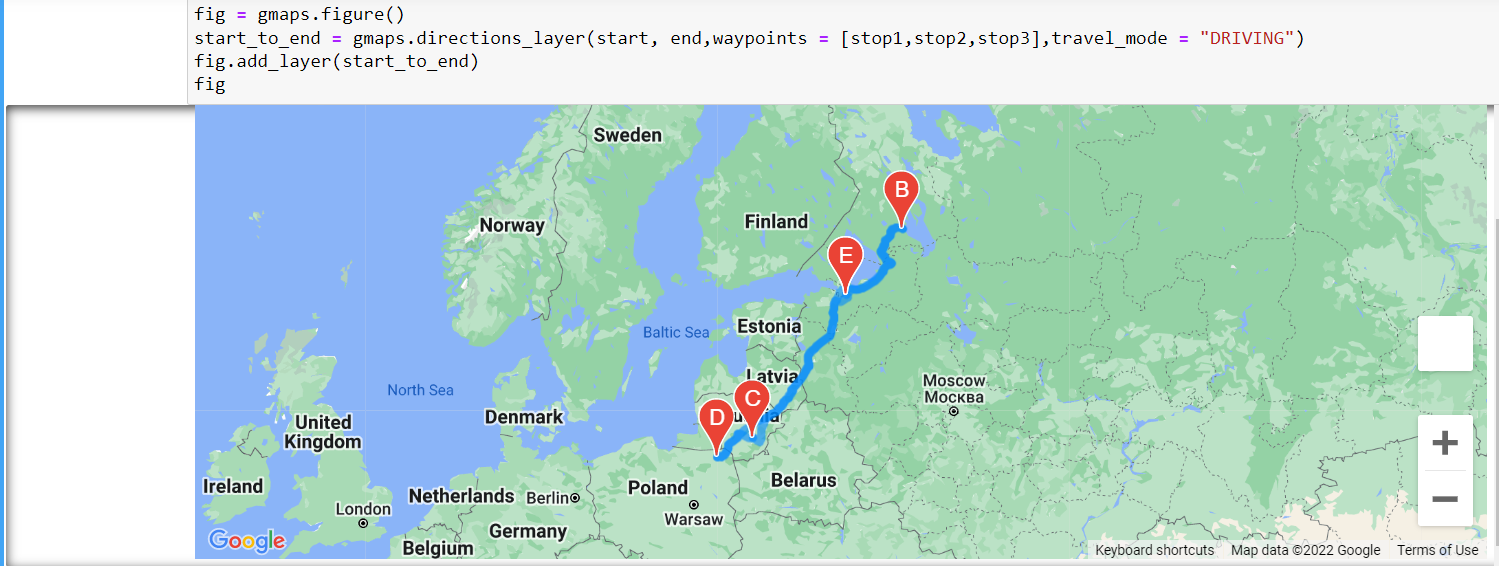 fig = gmaps.figure()
start_to_end = gmaps.directions_layer(start, end,waypoints = [stop1,stop2,stop3],travel_mode = "DRIVING")
fig.add_layer(start_to_end)
fig
Sweden
B
Norway
Finland
E
Estonia
Baltic Sea
Latvia
Moscow
Москва
North Sea
C
D
Denmark
United
Kingdom
Belarus
Poland
Ireland
Netherlands
Berlin
London
Warsaw
Germany
Google
Belgium
+
−
Keyboard shortcuts
Map data ©2022 Google
Terms of Use